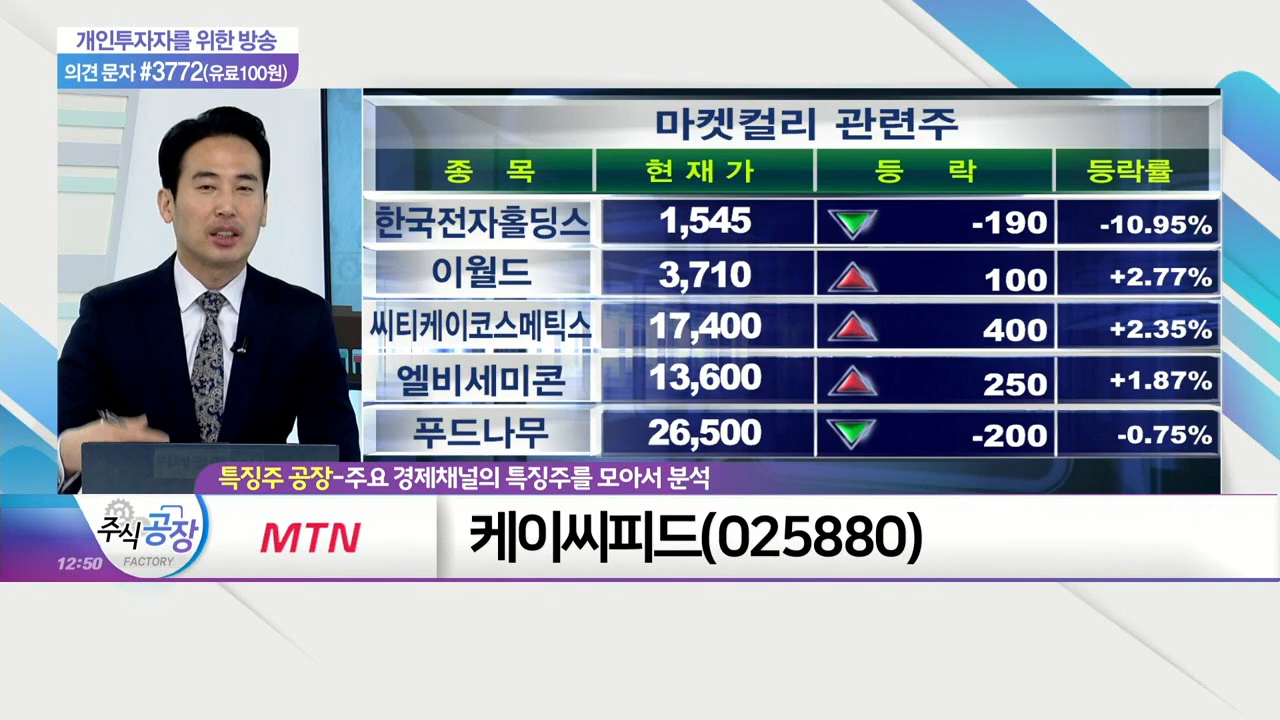 개인투자자를 위한 방송
의견 문자 #3772(유료100원)
마켓컬리 관련주
종 목 현 재 가 등 락 등락률
한국전자홀딩스 1,545 -190 -10.95%
이월드 3,710 100 +2.77%
씨티케이코스메틱스 17,400 400 +2.35%
엘비세미콘 13,600 250 +1.87%
푸드나무 26,500 -200 -0.75%
특징주 공장-주요 경제채널의 특징주를 모아서 분석
주식공장
FACTORY
12:50
MTN
케이씨피드(025880)